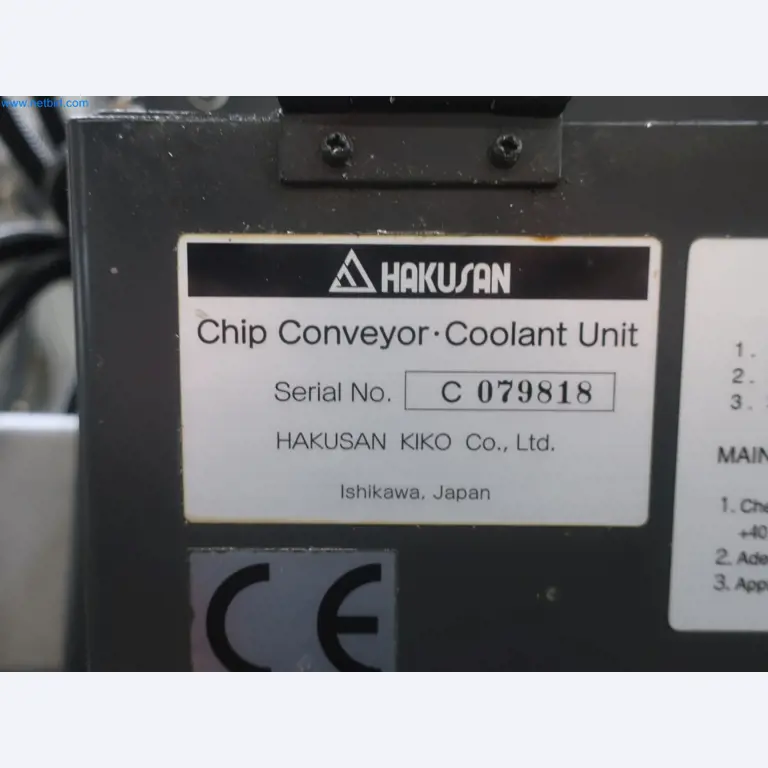 www.netbid.com
HAKUSAN
Chip Conveyor·Coolant Unit
Serial No. C 079818
HAKUSAN KIKO Co., Ltd.
Ishikawa, Japan
CE
1.
2.
3.
1.
2.
3.